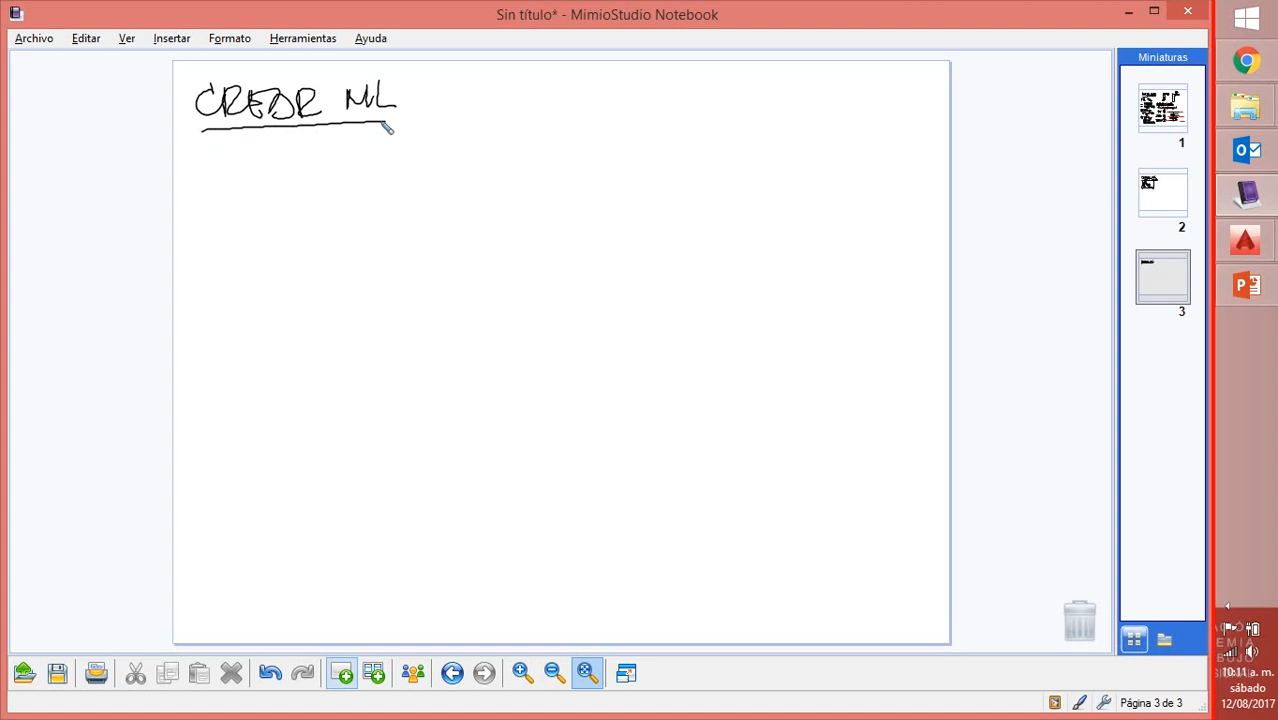 Sin título* - MimioStudio Notebook
Archivo Editar Ver Insertar Formato Herramientas Ayuda
Miniaturas
CREAR ML
1
2
3
10:11 a. m.
sábado
12/08/2017
Página 3 de 3